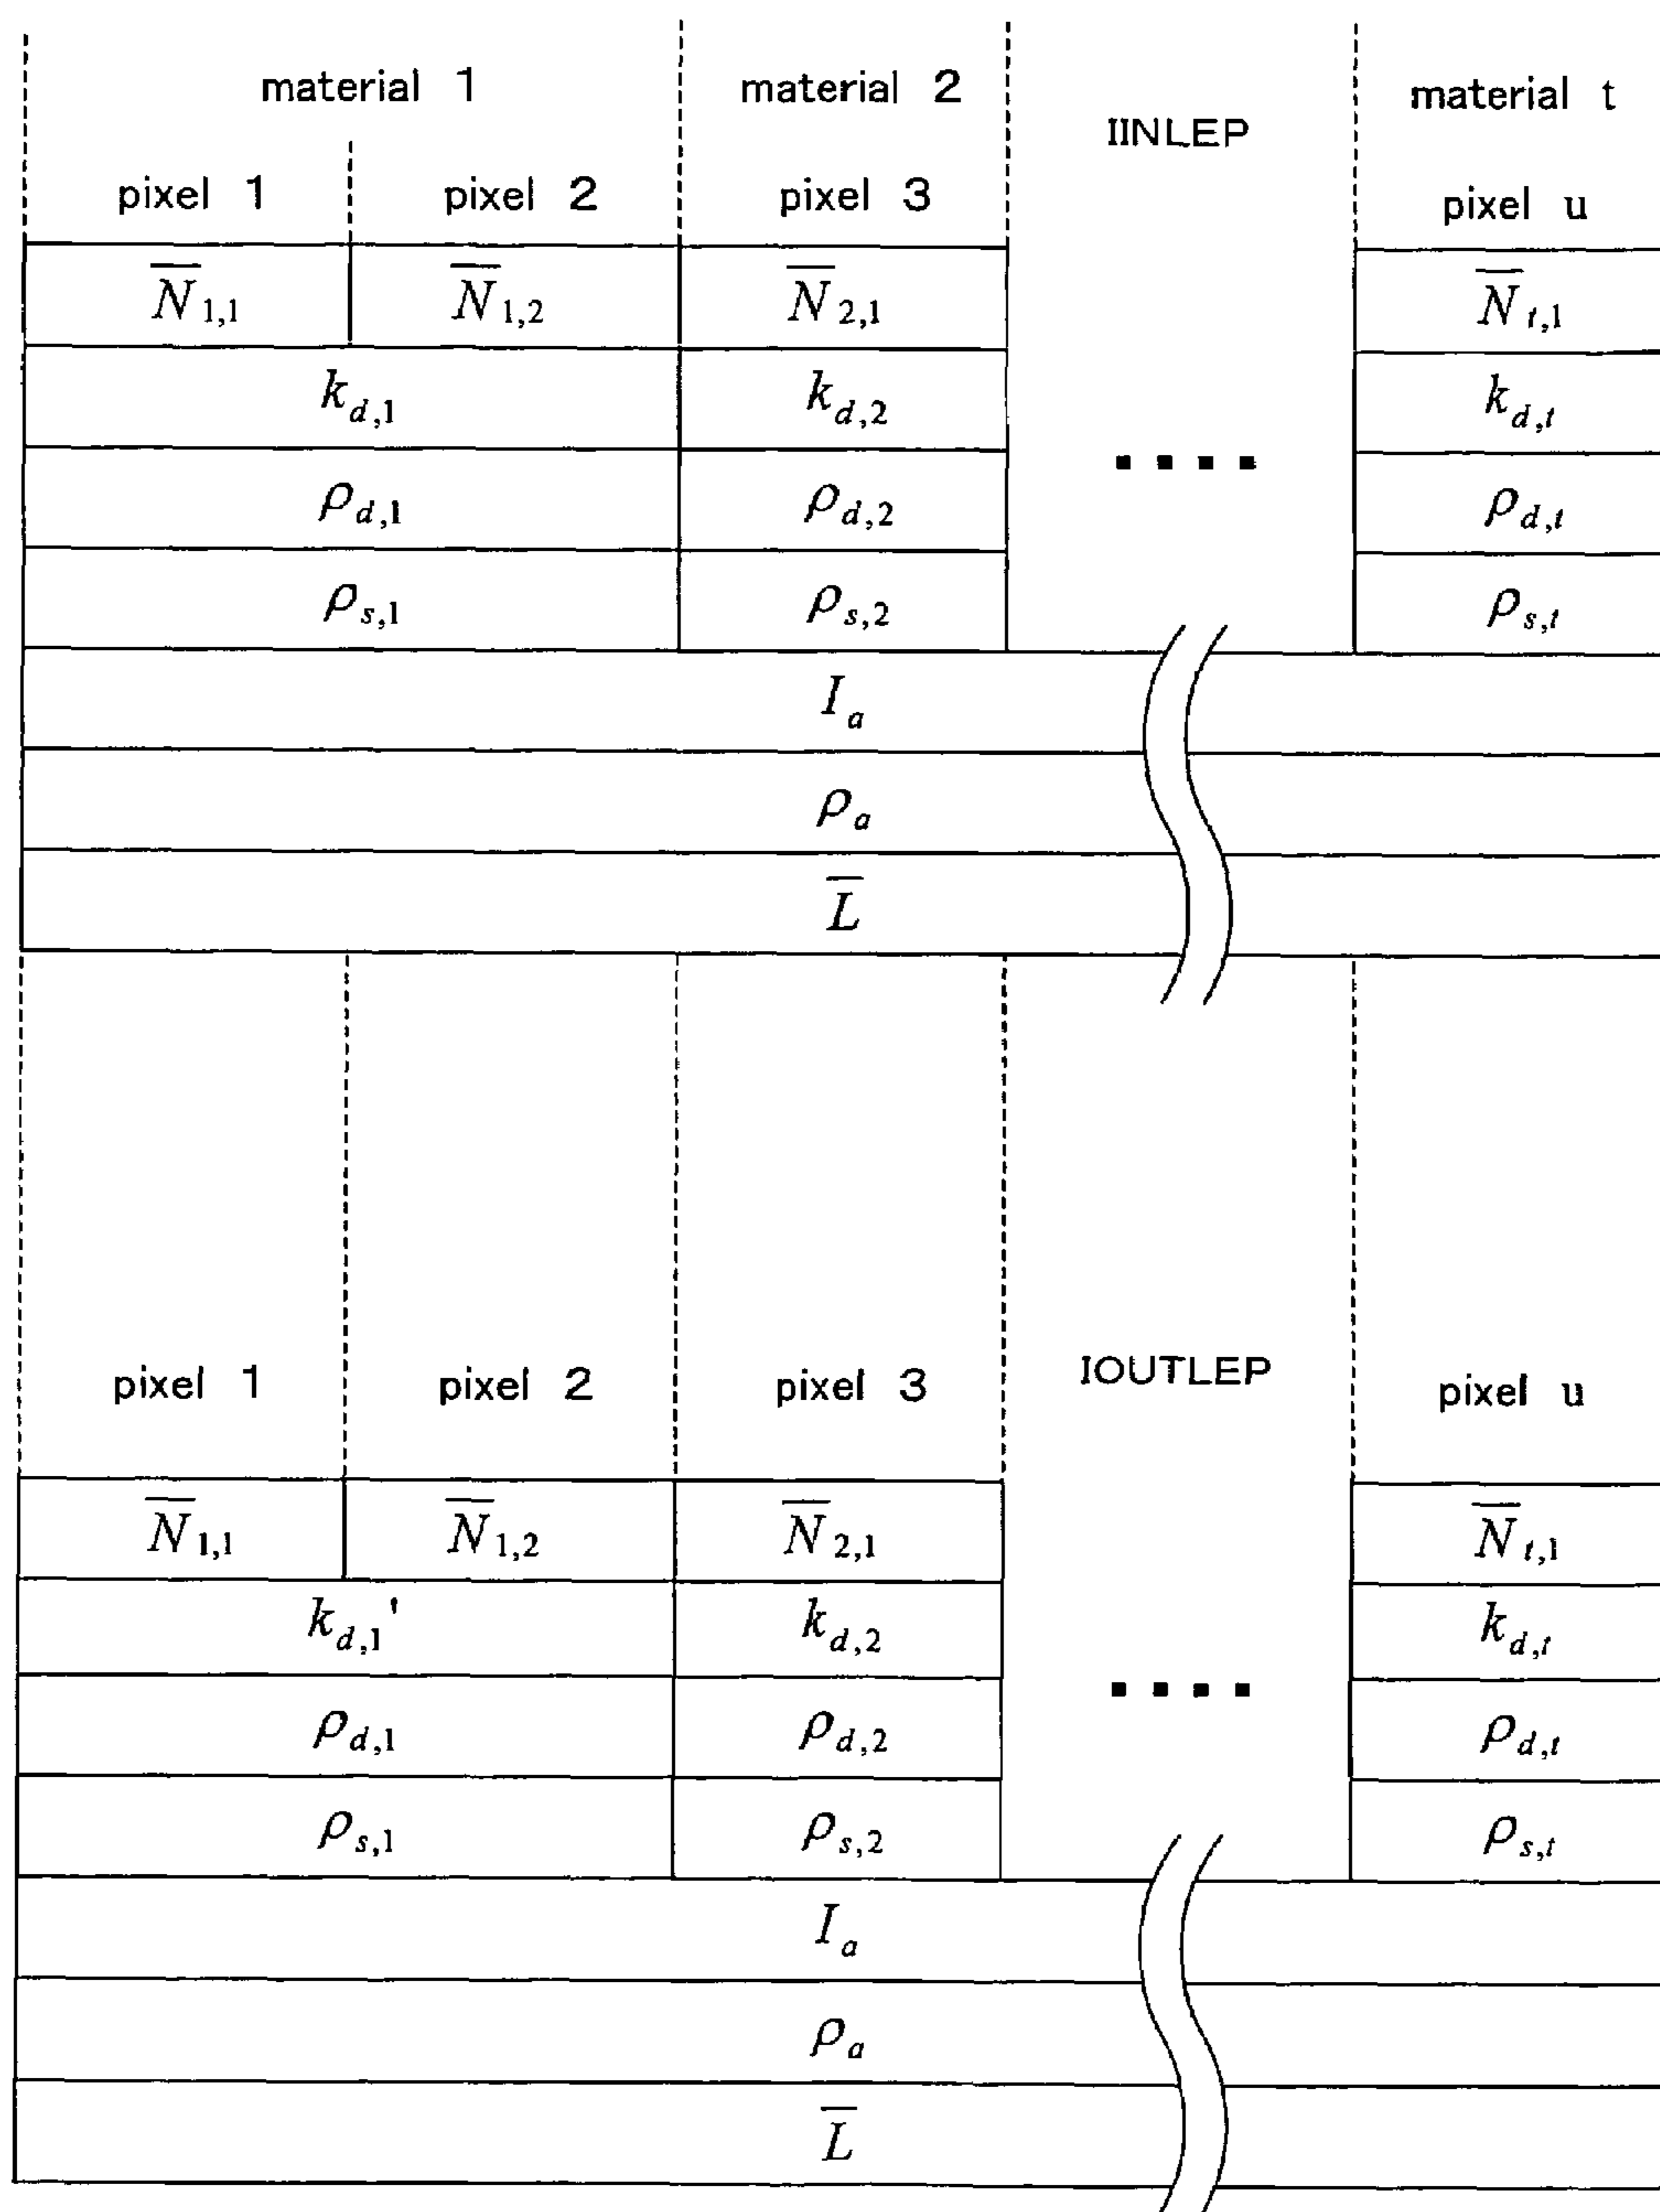 material 1 material 2 IINLEP material t
pixel 1 pixel 2 pixel 3 pixel u
N̅1,1 N̅1,2 N̅2,1 N̅t,1
kd,1 kd,2 kd,t
....
ρd,1 ρd,2 ρd,t
ρs,1 ρs,2 ρs,t
Ia
ρa
L̅
pixel 1 pixel 2 pixel 3 IOUTLEP pixel u
N̅1,1 N̅1,2 N̅2,1 N̅t,1
kd,1' kd,2 kd,t
....
ρd,1 ρd,2 ρd,t
ρs,1 ρs,2 ρs,t
Ia
ρa
L̅